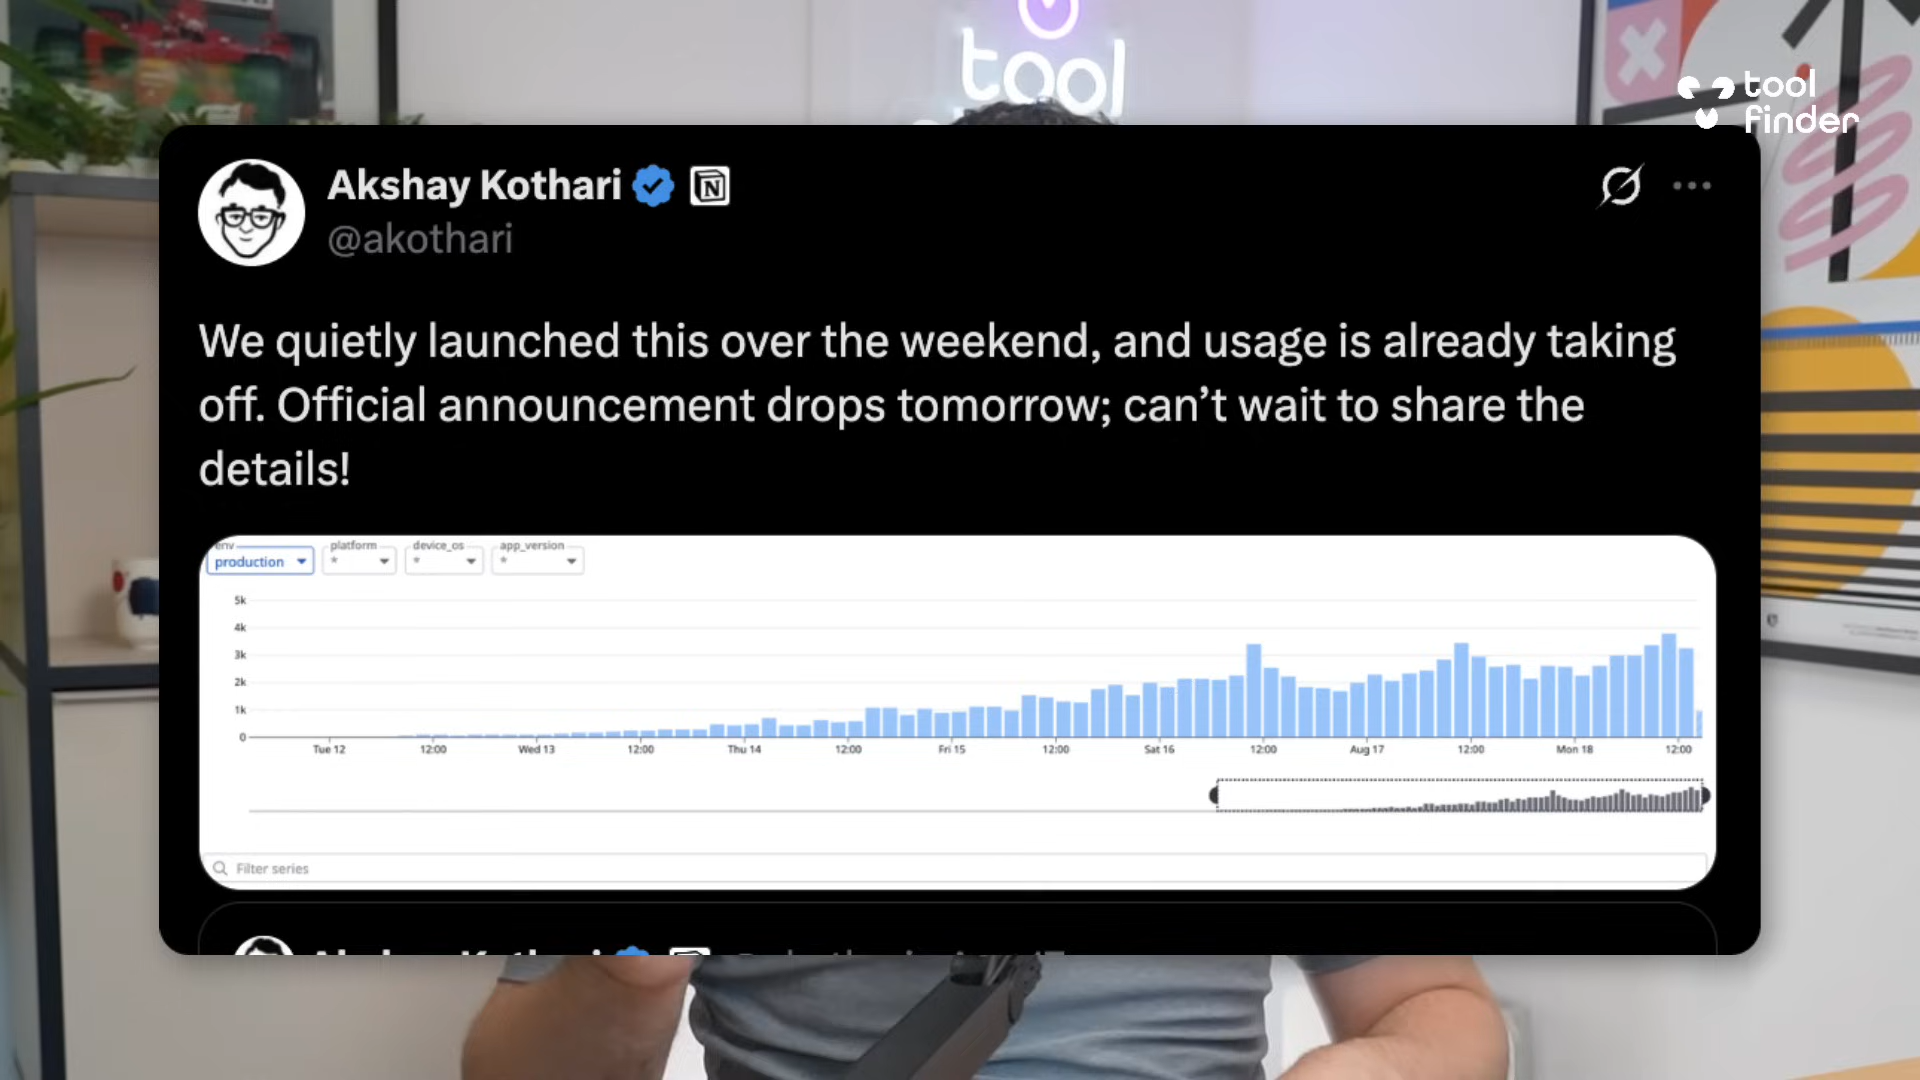 tool
tool
finder
Akshay Kothari
@akothari
We quietly launched this over the weekend, and usage is already taking
off. Official announcement drops tomorrow; can’t wait to share the
details!
env platform device_os app_version
production * * *
5k
4k
3k
2k
1k
0
Tue 12 12:00 Wed 13 12:00 Thu 14 12:00 Fri 15 12:00 Sat 16 12:00 Aug 17 12:00 Mon 18 12:00
Filter series